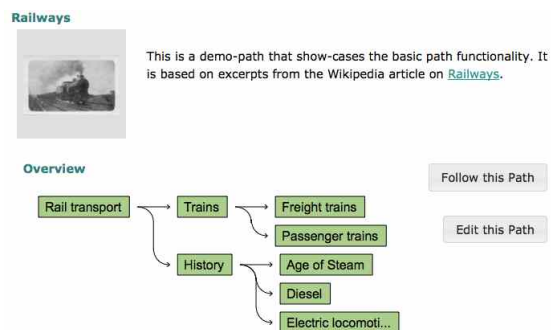 Railways
This is a demo-path that show-cases the basic path functionality. It
is based on excerpts from the Wikipedia article on Railways.
Overview
Follow this Path
Edit this Path
Rail transport
Trains
Freight trains
Passenger trains
History
Age of Steam
Diesel
Electric locomoti...